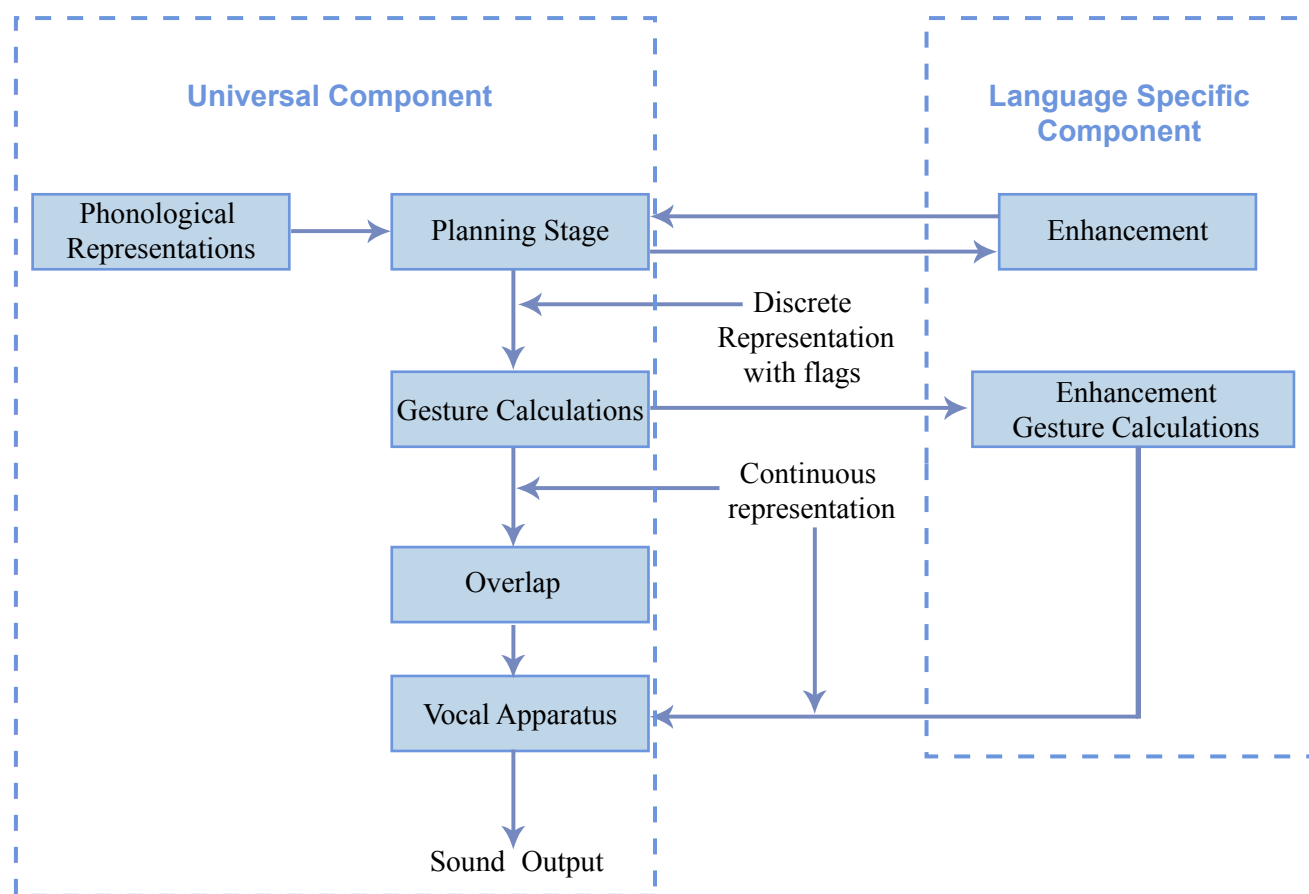 Universal Component
Language Specific
Component
Phonological
Representations
Planning Stage
Enhancement
Discrete
Representation
with flags
Gesture Calculations
Enhancement
Gesture Calculations
Continuous
representation
Overlap
Vocal Apparatus
Sound Output